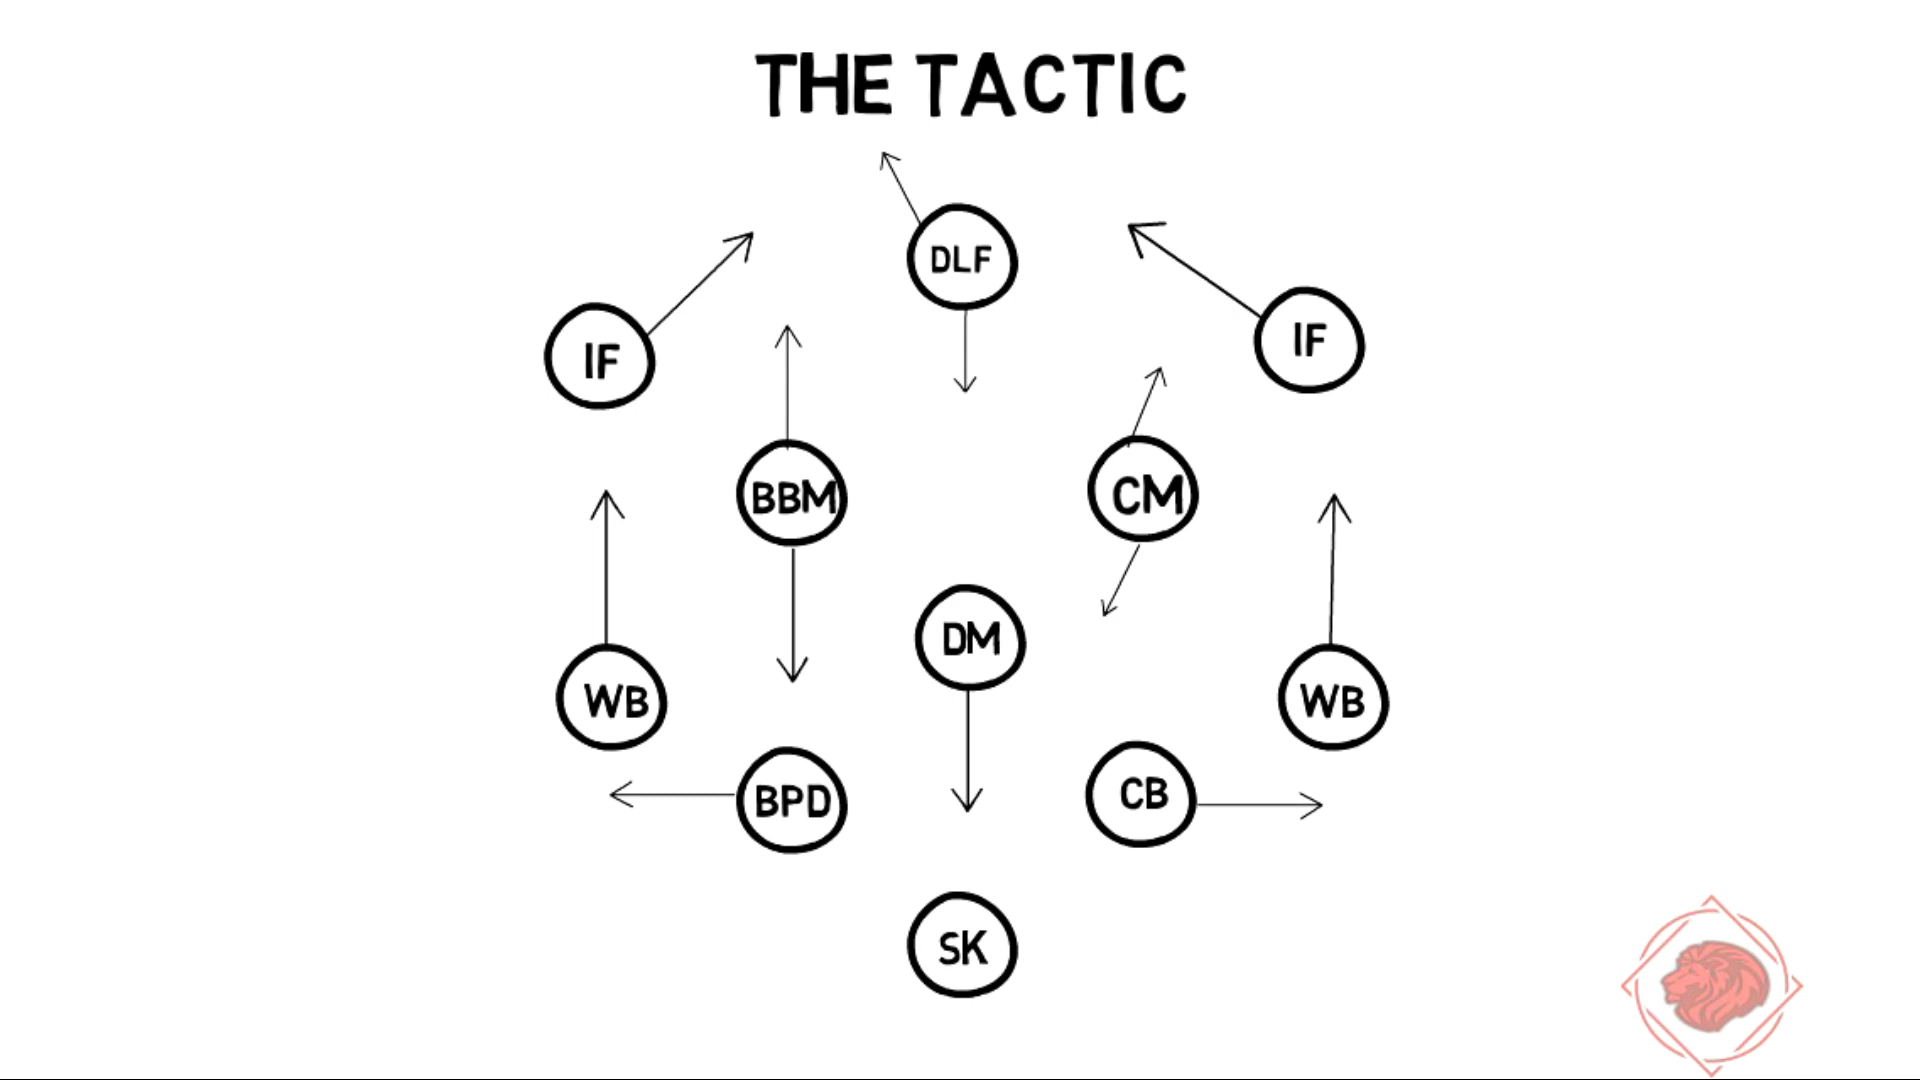 THE TACTIC
DLF
IF
IF
BBM
CM
DM
WB
WB
BPD
CB
SK